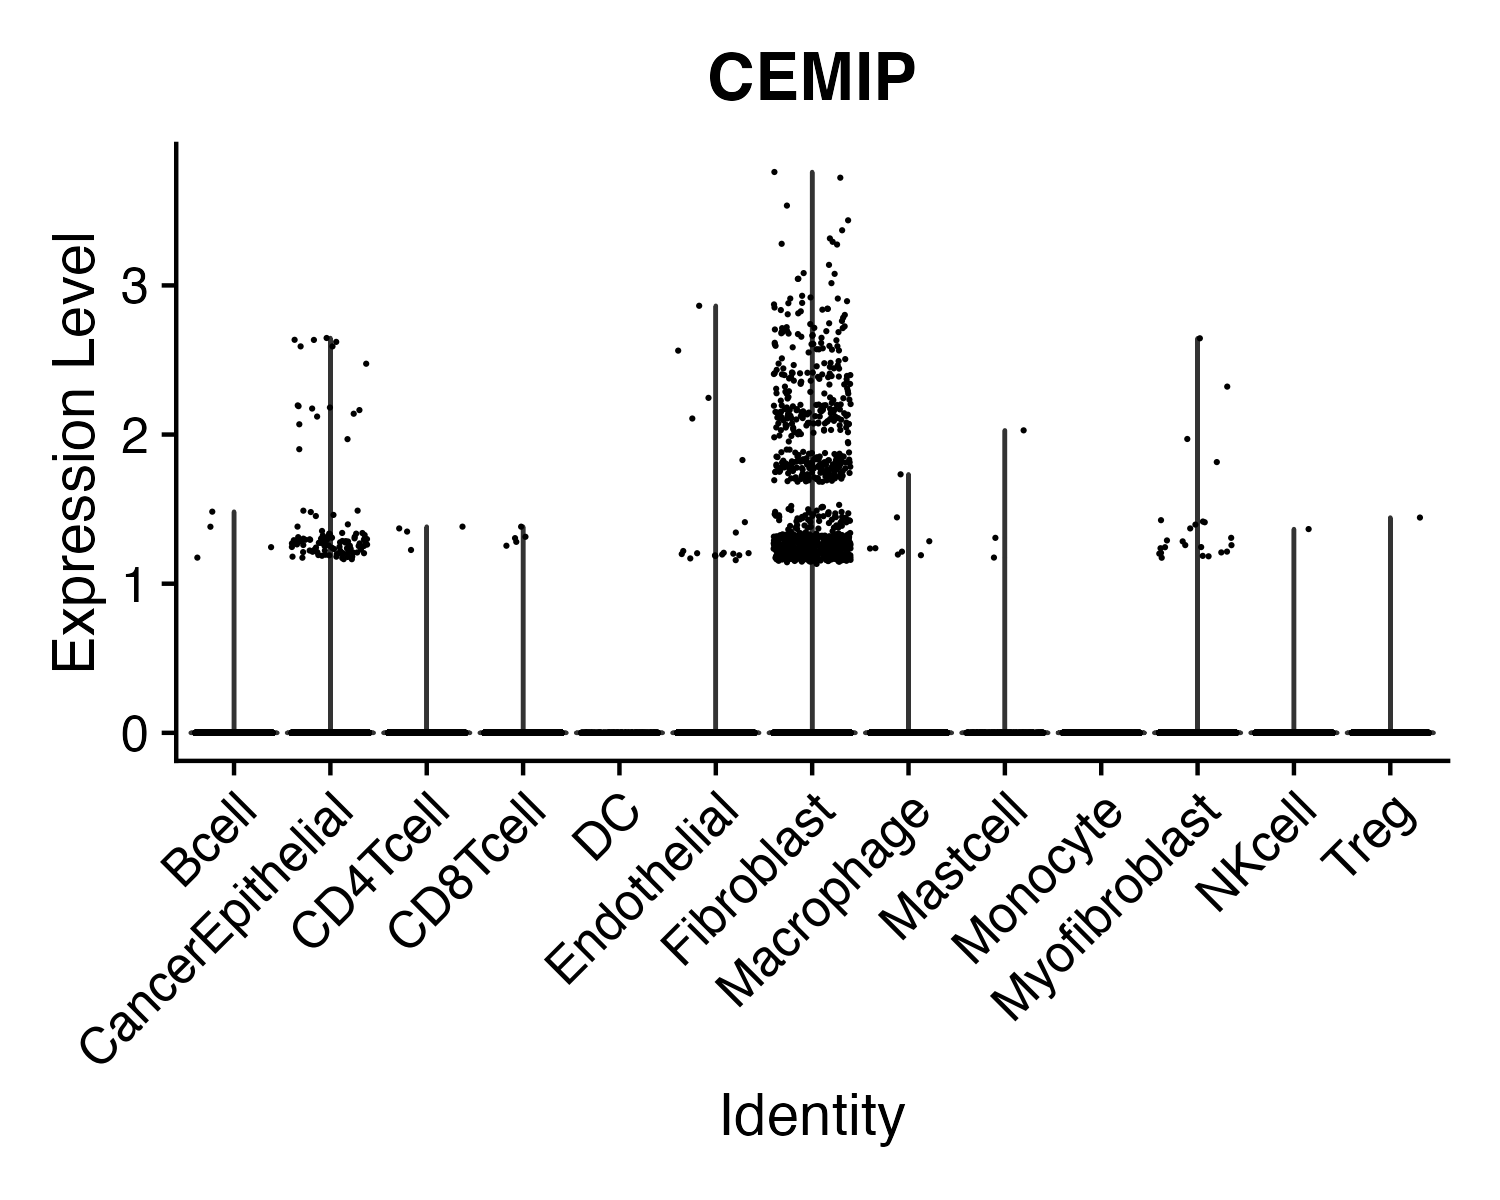 CEMIP
Expression Level
3
2
1
0
Bcell
CancerEpithelial
CD4Tcell
CD8Tcell
DC
Endothelial
Fibroblast
Macrophage
Mastcell
Monocyte
Myofibroblast
NKcell
Treg
Identity